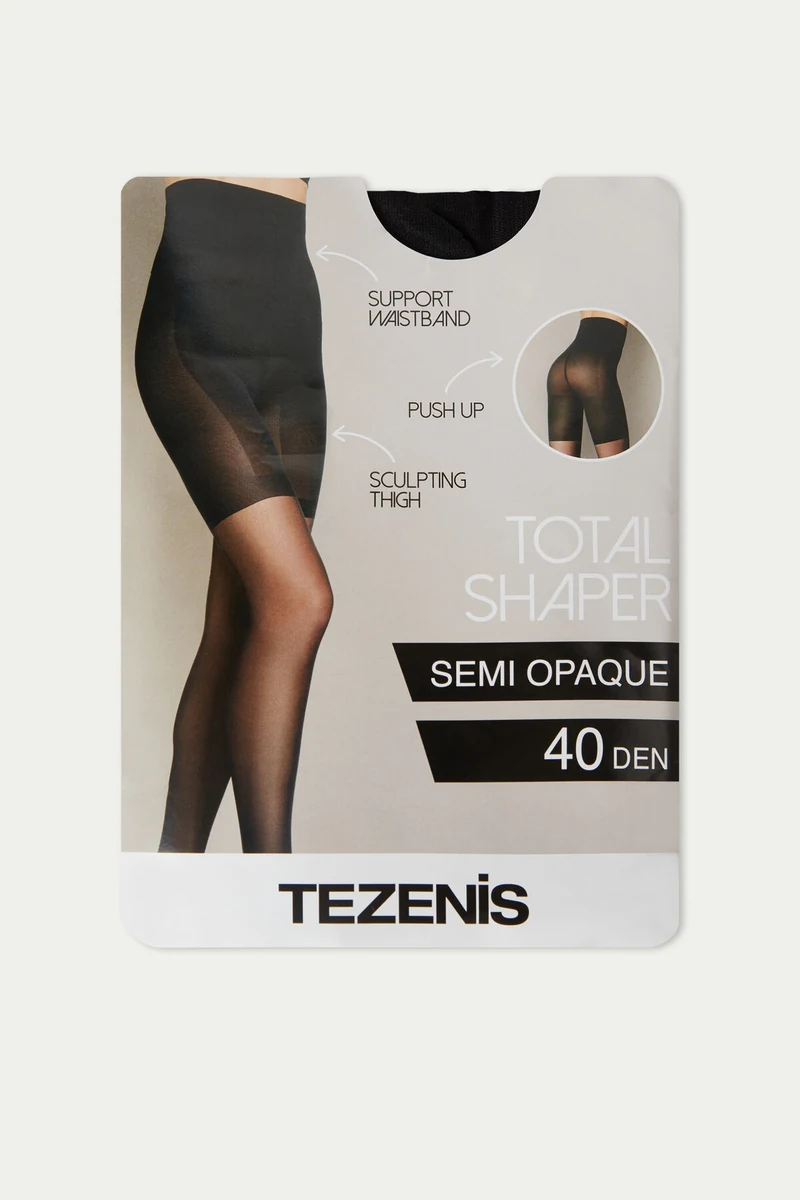 SUPPORT
WAISTBAND
PUSH UP
SCULPTING
THIGH
TOTAL
SHAPER
SEMI OPAQUE
40 DEN
TEZENIS